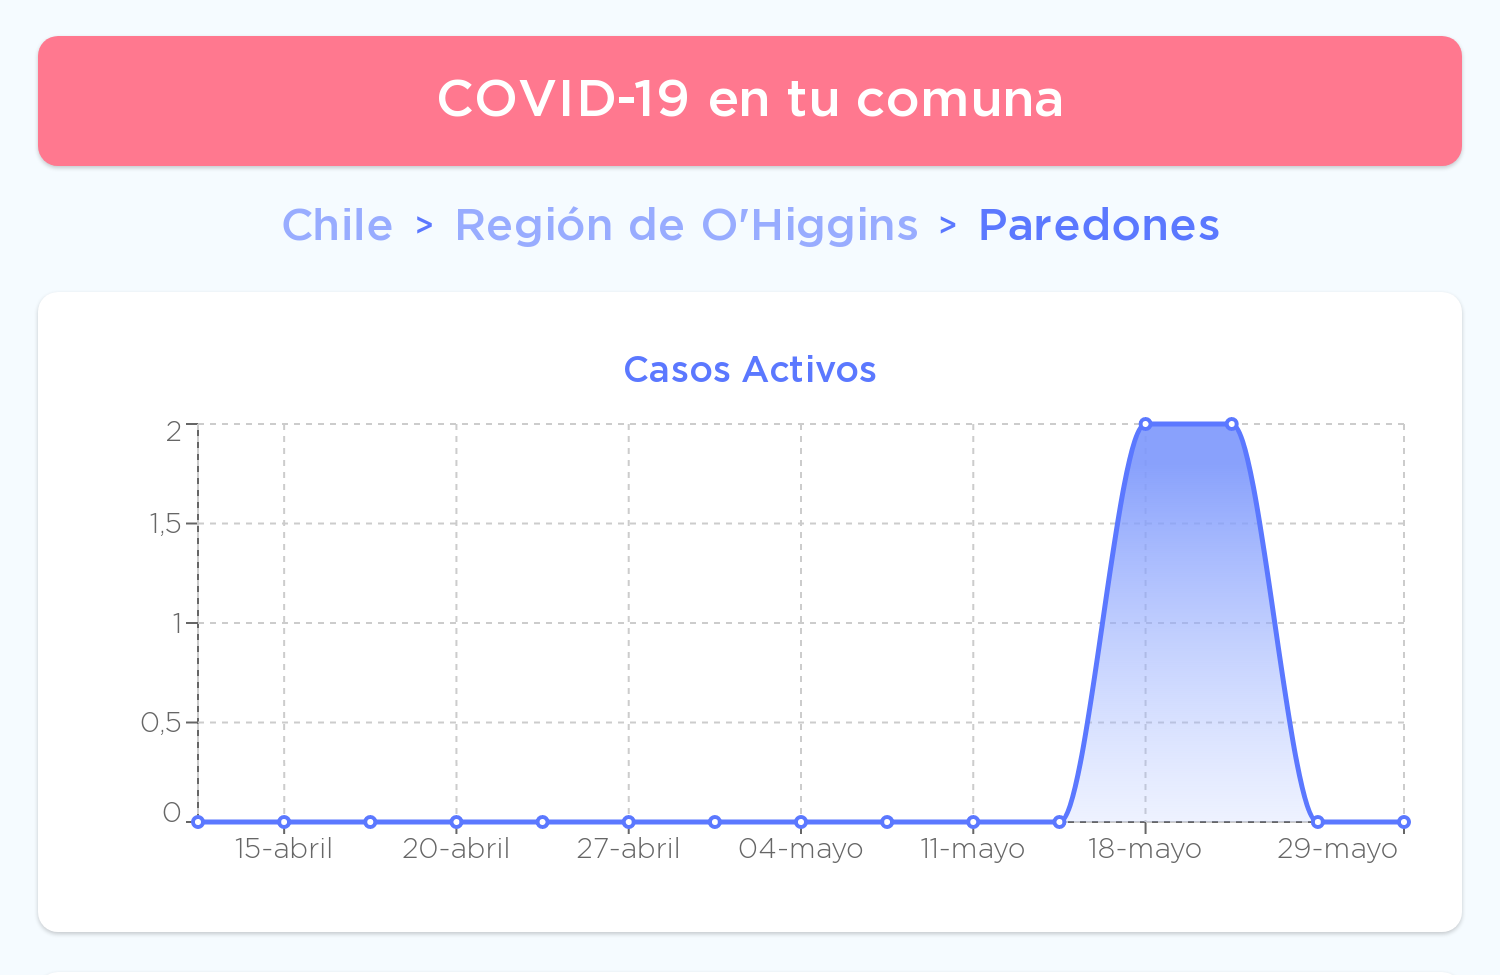 COVID-19 en tu comuna
Chile > Región de O'Higgins > Paredones
Casos Activos
2
1,5
1
0,5
0
15-abril 20-abril 27-abril 04-mayo 11-mayo 18-mayo 29-mayo